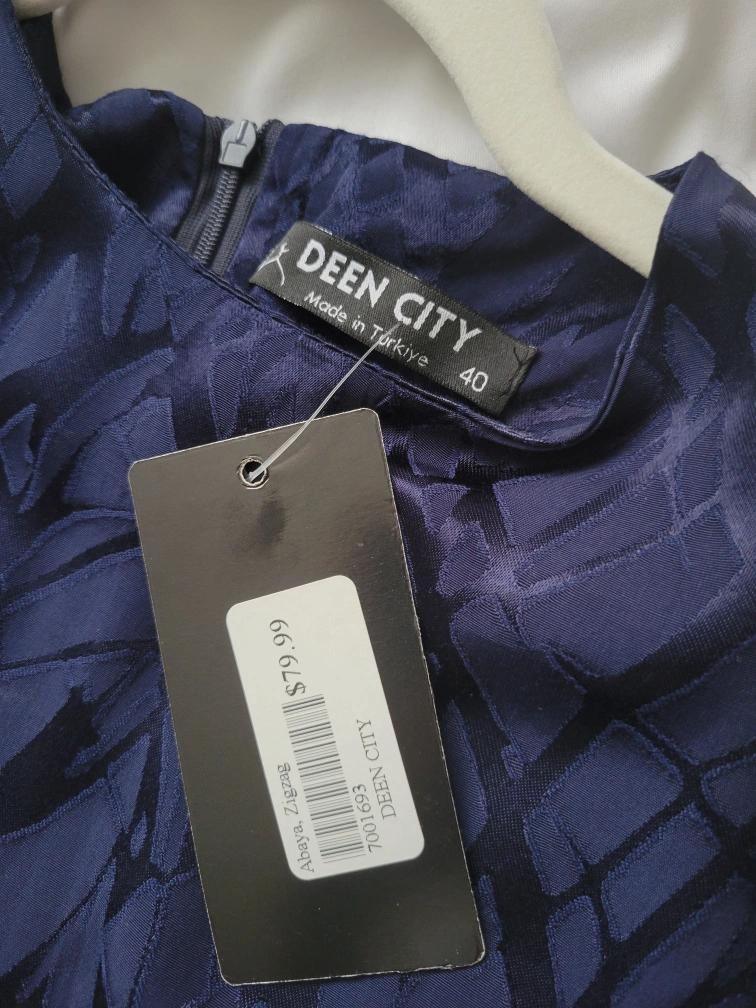 DEEN CITY
Made in Türkiye
40
Abaya, Zigzag $79.99
7001693
DEEN CITY